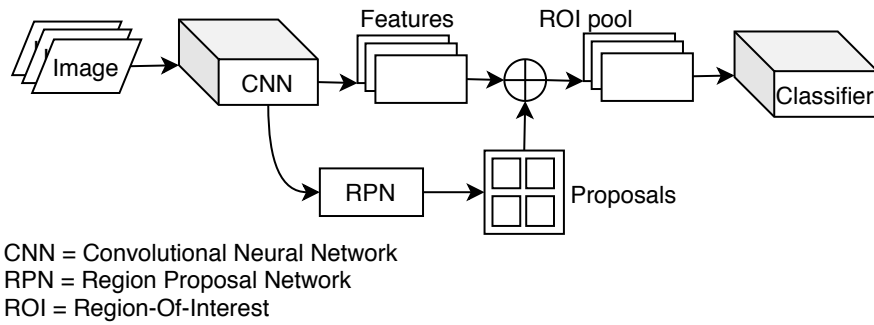 Features
ROI pool
Image
CNN
Classifier
RPN
Proposals
CNN = Convolutional Neural Network
RPN = Region Proposal Network
ROI = Region-Of-Interest